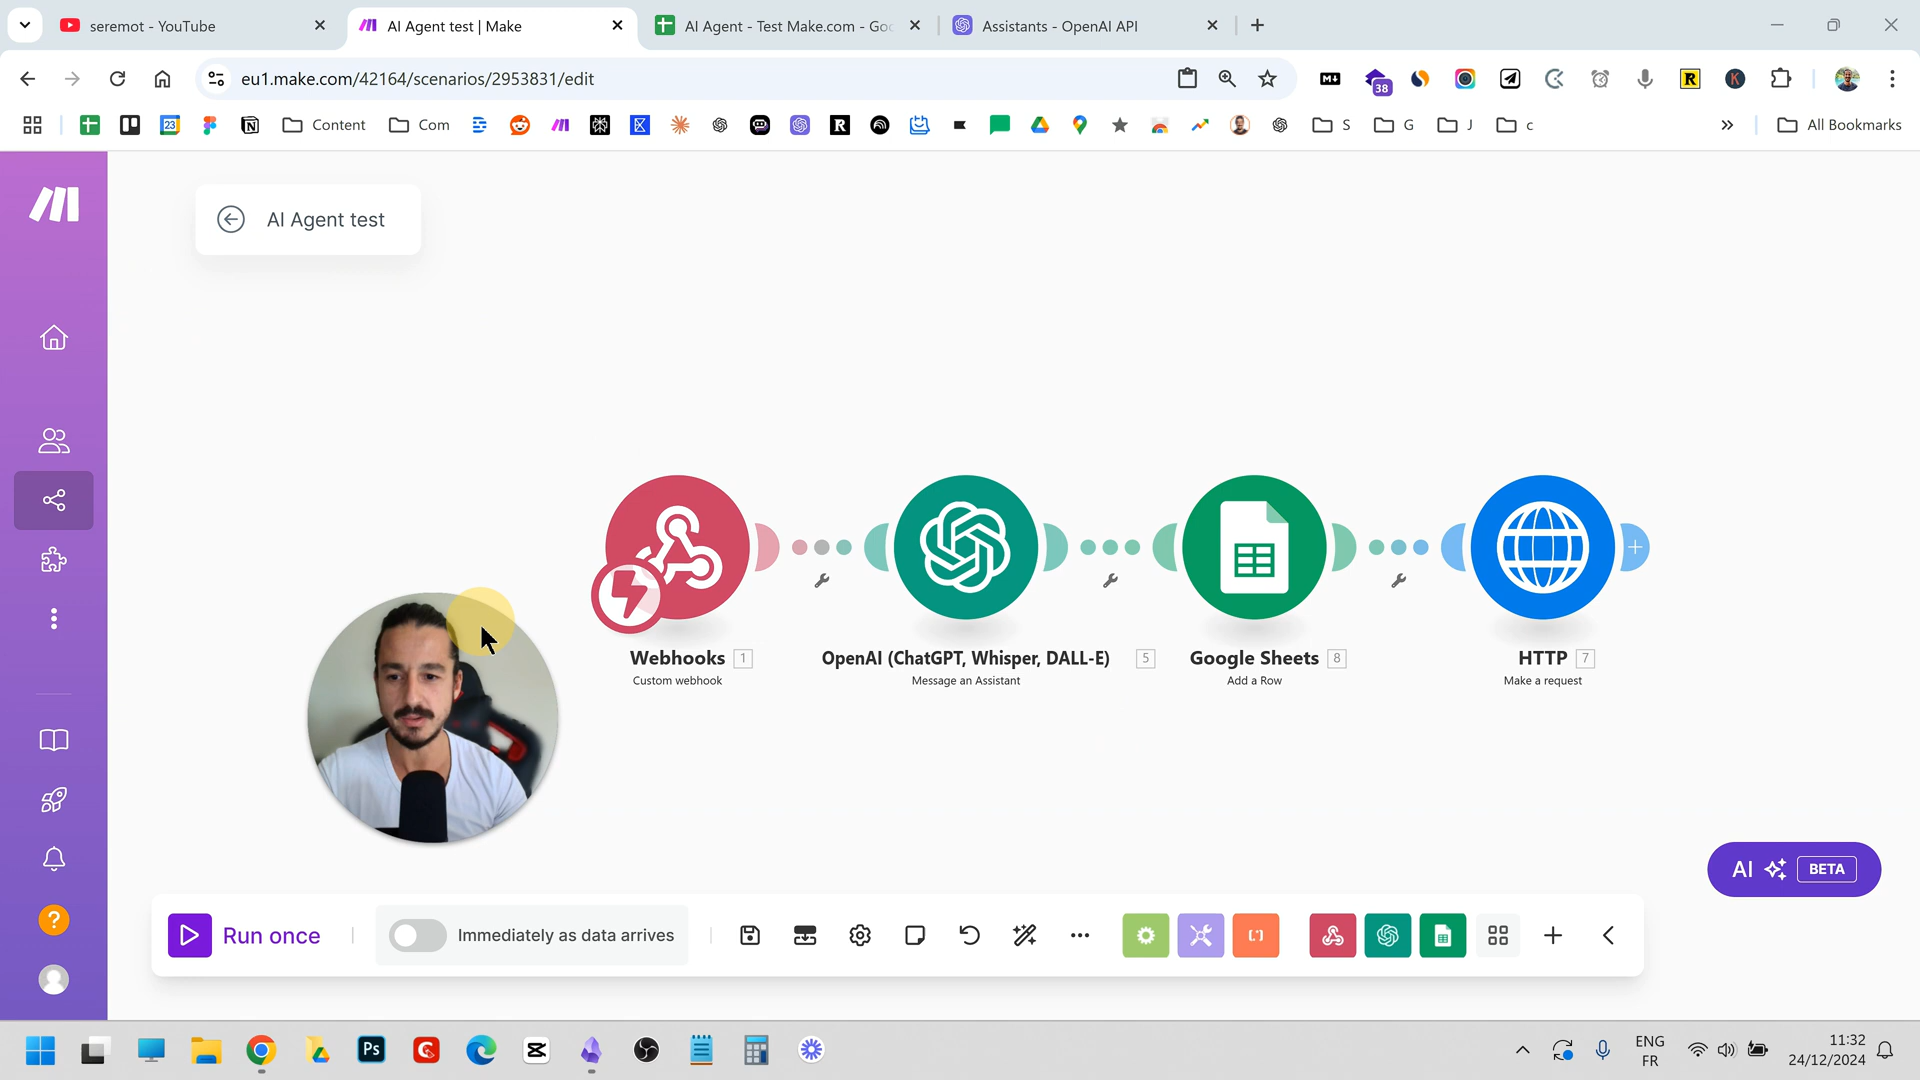 seremot - YouTube
AI Agent test | Make
AI Agent - Test Make.com - Goo
Assistants - OpenAI API
eu1.make.com/42164/scenarios/2953831/edit
38
R
K
23
Content
Com
R
S
G
J
c
All Bookmarks
AI Agent test
Webhooks 1
Custom webhook
OpenAI (ChatGPT, Whisper, DALL-E) 5
Message an Assistant
Google Sheets 8
Add a Row
HTTP 7
Make a request
AI BETA
?
Run once
Immediately as data arrives
Ps
ENG
FR
11:32
24/12/2024